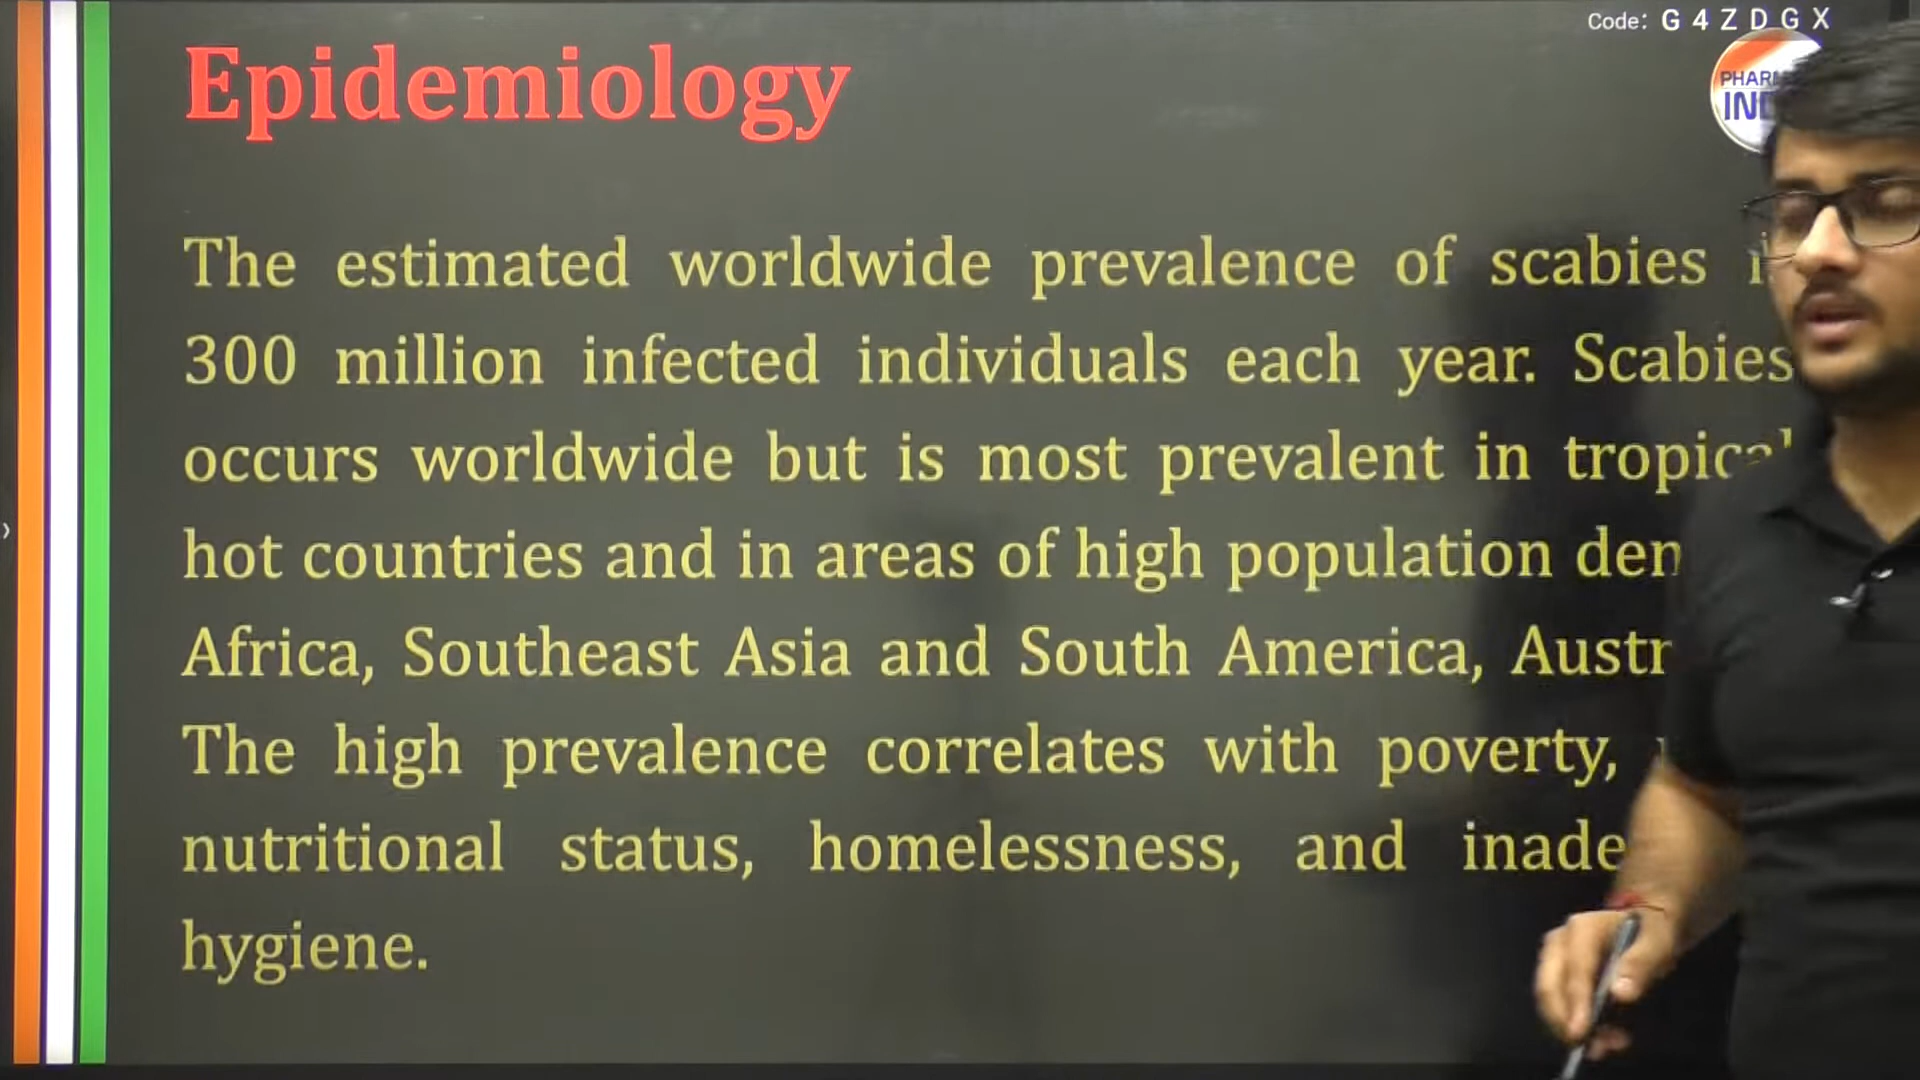 Code: G 4 Z D G X
Epidemiology
The estimated worldwide prevalence of scabies
300 million infected individuals each year. Scabies
occurs worldwide but is most prevalent in tropical
hot countries and in areas of high population
Africa, Southeast Asia and South America,
The high prevalence correlates with poverty,
nutritional status, homelessness, and
hygiene.